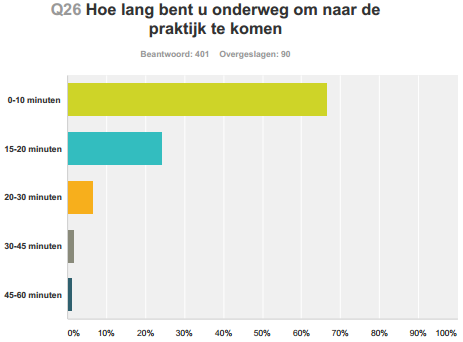 Q26 Hoe lang bent u onderweg om naar de
praktijk te komen
Beantwoord: 401 Overgeslagen: 90
0-10 minuten
15-20 minuten
20-30 minuten
30-45 minuten
45-60 minuten
0% 10% 20% 30% 40% 50% 60% 70% 80% 90% 100%